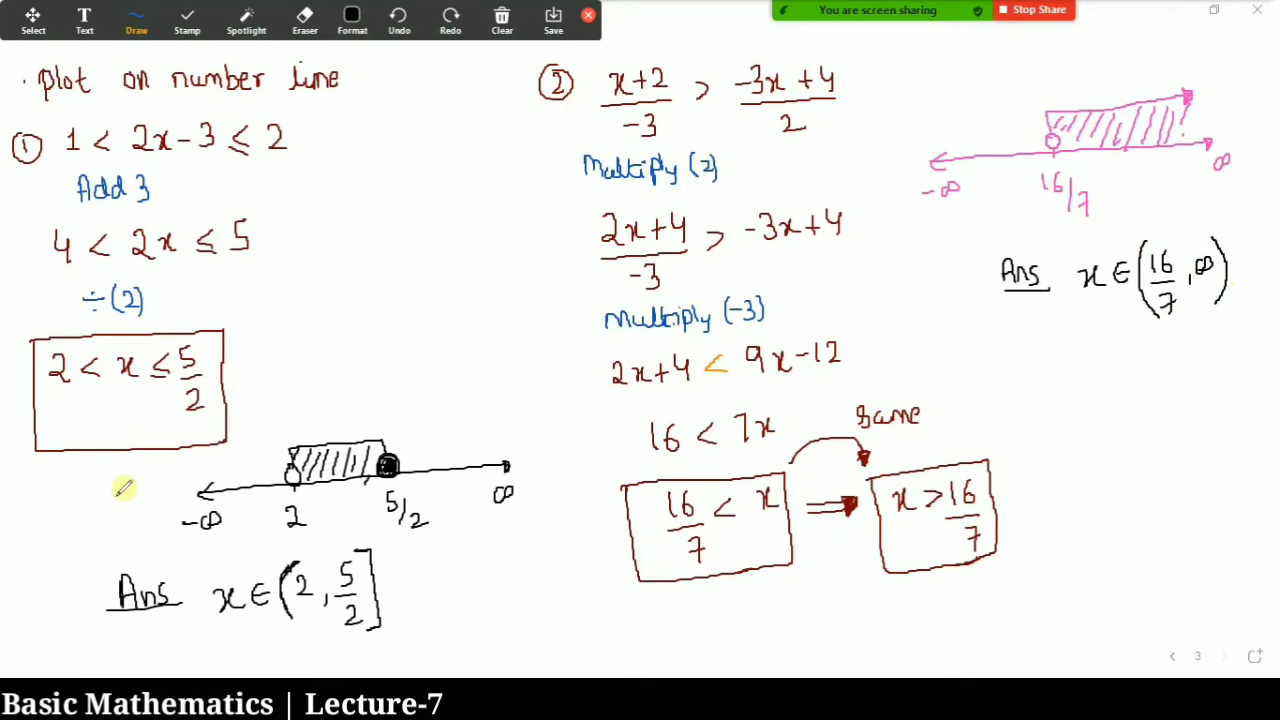 Select Text Draw Stamp Spotlight Eraser Format Undo Redo Clear Save
You are screen sharing Stop Share
. plot on number line
① 1 < 2x-3 ≤ 2
Add 3
4 < 2x ≤ 5
÷(2)
2 < x ≤ 5/2
-∞ 2 5/2 ∞
Ans x ∈ (2, 5/2]
② x+2/-3 > -3x+4/2
Multiply (2)
2x+4/-3 > -3x+4
Multiply (-3)
2x+4 < 9x-12
16 < 7x
same
16/7 < x ⇒ x > 16/7
-∞ 16/7 ∞
Ans x ∈ (16/7, ∞)
< 3 >
Basic Mathematics | Lecture-7